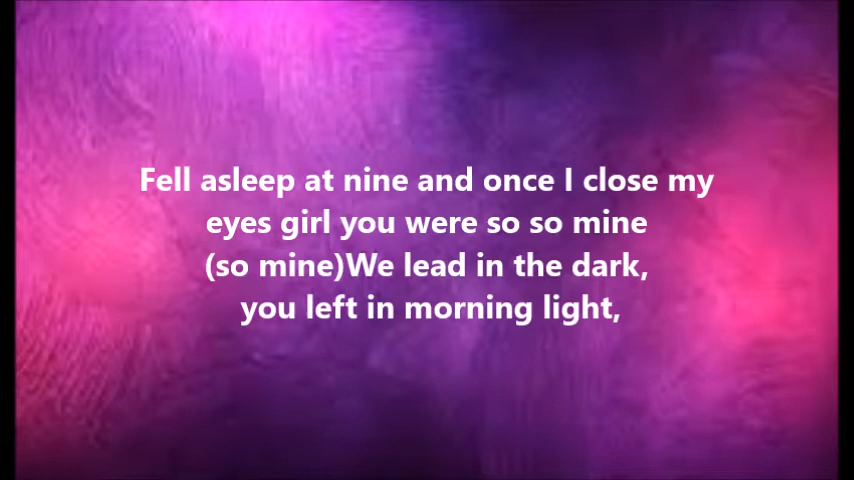 Fell asleep at nine and once I close my
eyes girl you were so so mine
(so mine)We lead in the dark,
you left in morning light,